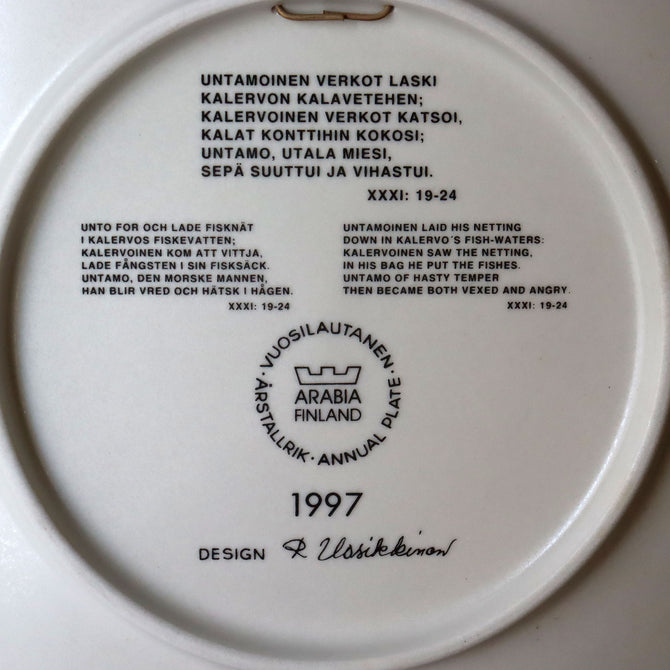 UNTAMOINEN VERKOT LASKI
KALERVON KALAVETEHEN;
KALERVOINEN VERKOT KATSOI,
KALAT KONTTIHIN KOKOSI;
UNTAMO, UTALA MIESI,
SEPÄ SUUTTUI JA VIHASTUI.
XXXI: 19-24
UNTO FOR OCH LADE FISKNÄT
I KALERVOS FISKEVATTEN;
KALERVOINEN KOM ATT VITTJA,
LADE FÅNGSTEN I SIN FISKSÄCK.
UNTAMO, DEN MORSKE MANNEN,
HAN BLIR VRED OCH HÄTSK I HÅGEN.
XXXI: 19-24
UNTAMOINEN LAID HIS NETTING
DOWN IN KALERVO´S FISH-WATERS:
KALERVOINEN SAW THE NETTING,
IN HIS BAG HE PUT THE FISHES.
UNTAMO OF HASTY TEMPER
THEN BECAME BOTH VEXED AND ANGRY.
XXXI: 19-24
· VUOSILAUTANEN · ANNUAL PLATE · ÅRSTALLRIK
ARABIA
FINLAND
1997
DESIGN R Uosikkinen